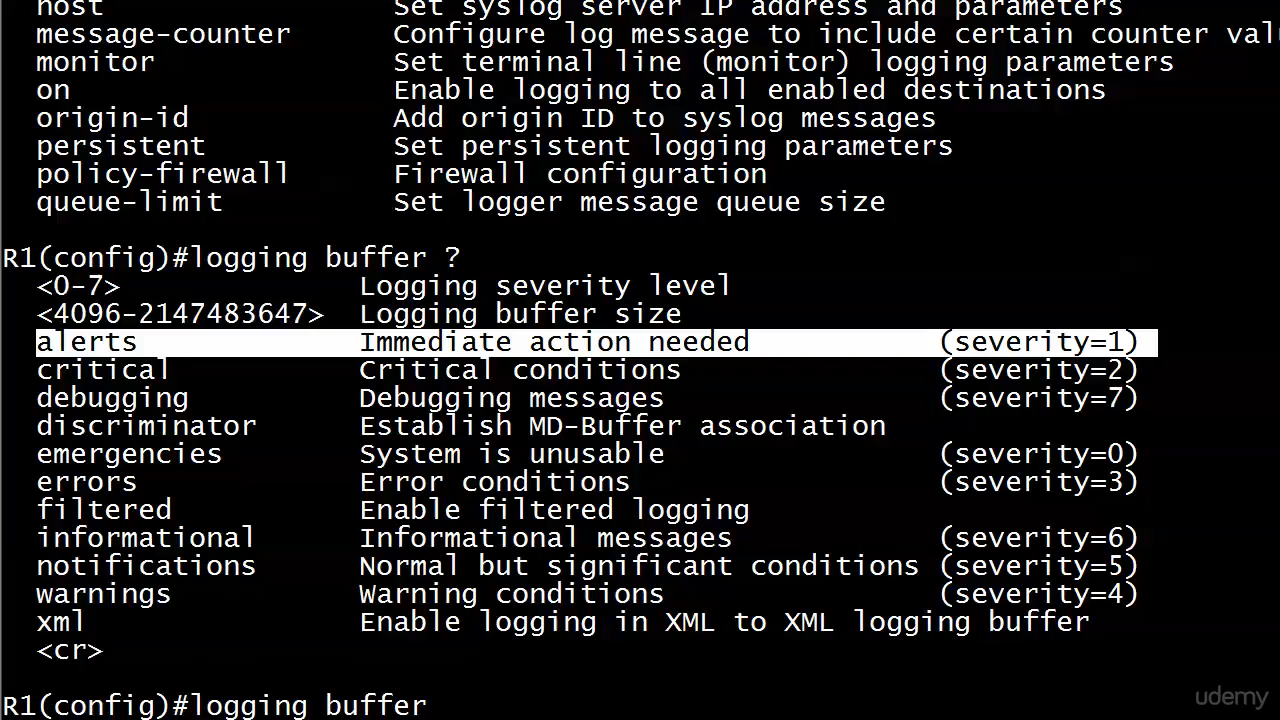 host Set syslog server IP address and parameters
message-counter Configure log message to include certain counter valu
monitor Set terminal line (monitor) logging parameters
on Enable logging to all enabled destinations
origin-id Add origin ID to syslog messages
persistent Set persistent logging parameters
policy-firewall Firewall configuration
queue-limit Set logger message queue size
R1(config)#logging buffer ?
<0-7> Logging severity level
<4096-2147483647> Logging buffer size
alerts Immediate action needed (severity=1)
critical Critical conditions (severity=2)
debugging Debugging messages (severity=7)
discriminator Establish MD-Buffer association
emergencies System is unusable (severity=0)
errors Error conditions (severity=3)
filtered Enable filtered logging
informational Informational messages (severity=6)
notifications Normal but significant conditions (severity=5)
warnings Warning conditions (severity=4)
xml Enable logging in XML to XML logging buffer
<cr>
R1(config)#logging buffer
udemy